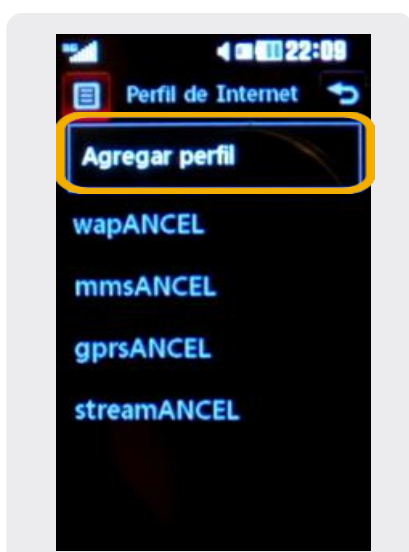 22:09
Perfil de Internet
Agregar perfil
wapANCEL
mmsANCEL
gprsANCEL
streamANCEL